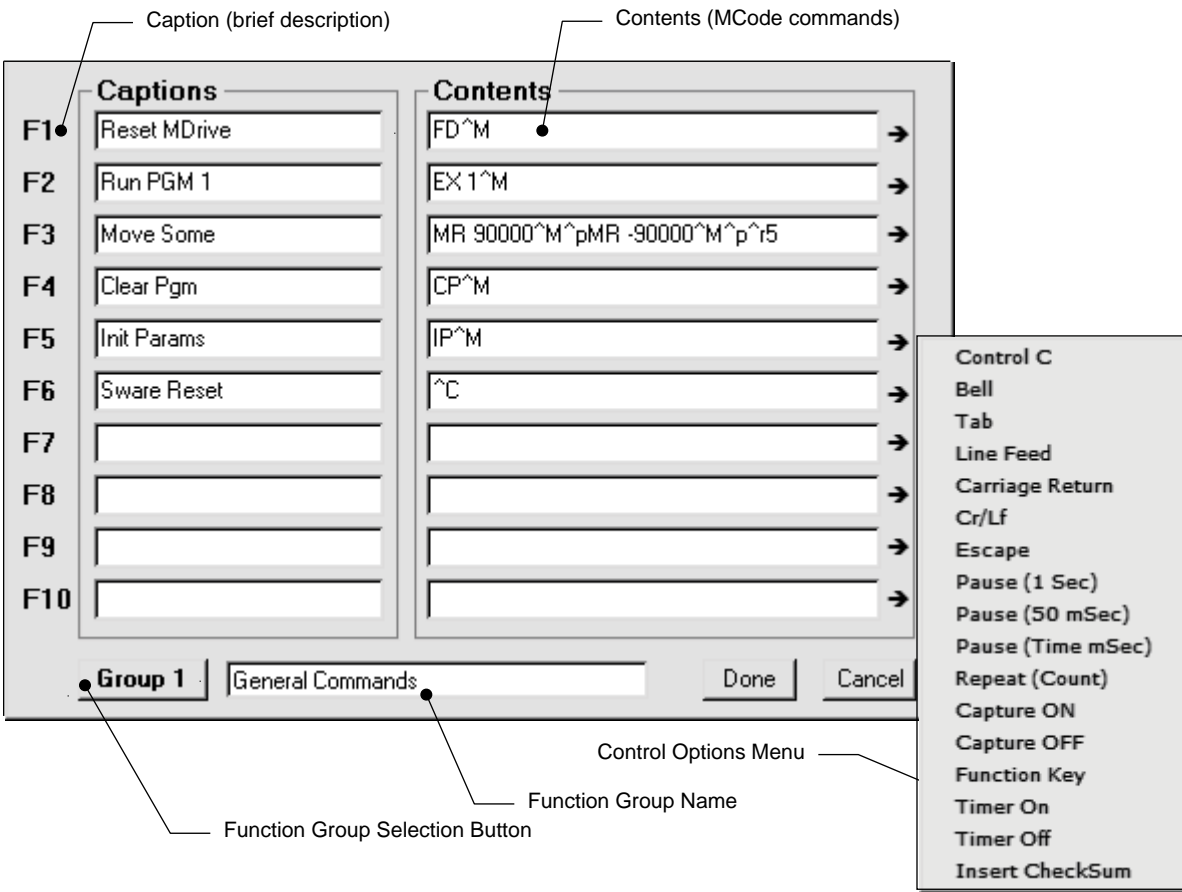 Caption (brief description)
Contents (MCode commands)
Captions
Contents
F1
Reset MDrive
FD^M
F2
Run PGM 1
EX 1^M
F3
Move Some
MR 90000^M^pMR -90000^M^p^r5
F4
Clear Pgm
CP^M
F5
Init Params
IP^M
F6
Sware Reset
^C
F7
F8
F9
F10
Group 1
General Commands
Done
Cancel
Control C
Bell
Tab
Line Feed
Carriage Return
Cr/Lf
Escape
Pause (1 Sec)
Pause (50 mSec)
Pause (Time mSec)
Repeat (Count)
Capture ON
Capture OFF
Function Key
Timer On
Timer Off
Insert CheckSum
Control Options Menu
Function Group Name
Function Group Selection Button